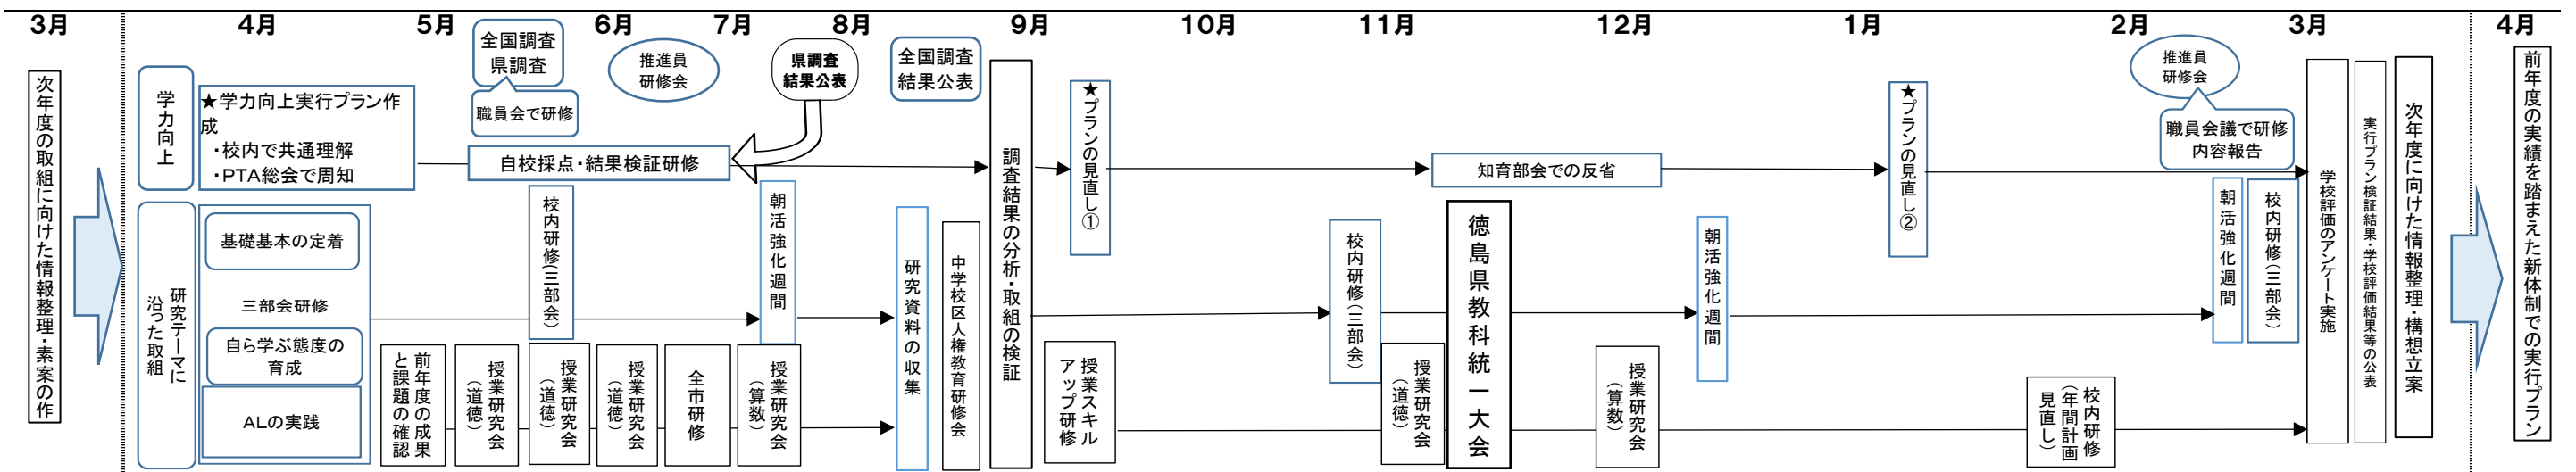 3月
4月
5月
6月
7月
8月
9月
10月
11月
12月
1月
2月
3月
4月
次年度の取組に向けた情報整理・素案の作
学力向上
★学力向上実行プラン作
成
・校内で共通理解
・PTA総会で周知
全国調査
県調査
職員会で研修
推進員
研修会
県調査
結果公表
全国調査
結果公表
自校採点・結果検証研修
研究テーマに
沿った取組
基礎基本の定着
三部会研修
自ら学ぶ態度の
育成
ALの実践
前年度の成果
と課題の確認
授業研究会
（道徳）
校内研修（三部会）
授業研究会
（道徳）
授業研究会
（道徳）
全市研修
朝活強化週間
授業研究会
（算数）
研究資料の収集
中学校区人権教育研修会
調査結果の分析・取組の検証
★プランの見直し①
授業スキル
アップ研修
知育部会での反省
校内研修（三部会）
授業研究会
（道徳）
徳島県教科統一大会
授業研究会
（算数）
朝活強化週間
★プランの見直し②
校内研修
（年間計画
見直し）
推進員
研修会
職員会議で研修
内容報告
朝活強化週間
校内研修（三部会）
学校評価のアンケート実施
実行プラン検証結果・学校評価結果等の公表
次年度に向けた情報整理・構想立案
前年度の実績を踏まえた新体制での実行プラン